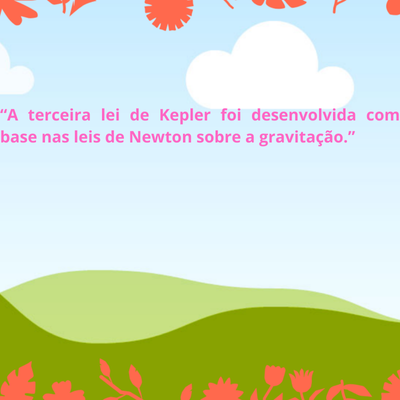 “A terceira lei de Kepler foi desenvolvida com
base nas leis de Newton sobre a gravitação.”